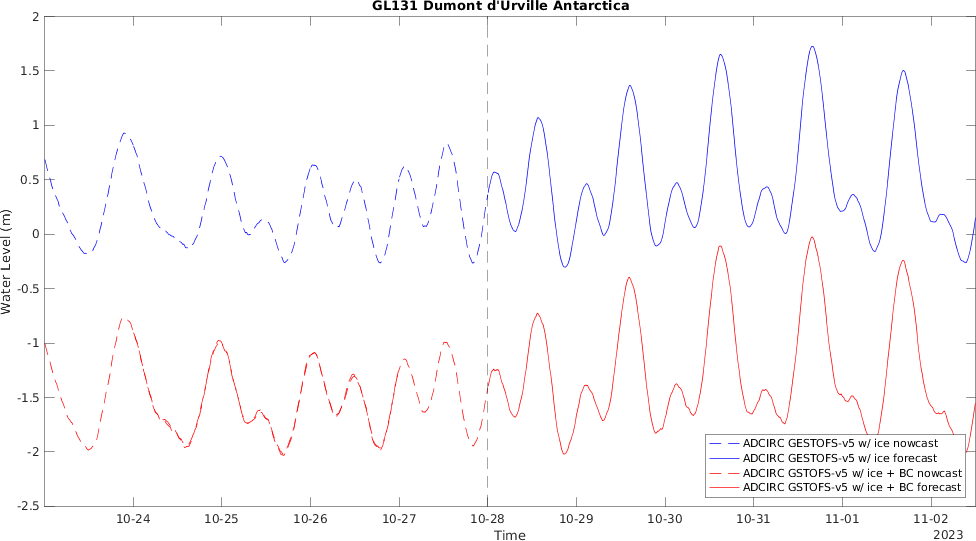 GL131 Dumont d'Urville Antarctica
Water Level (m)
2
1.5
1
0.5
0
-0.5
-1
-1.5
-2
-2.5
10-24 10-25 10-26 10-27 10-28 10-29 10-30 10-31 11-01 11-02
Time
2023
ADCIRC GESTOFS-v5 w/ ice nowcast
ADCIRC GESTOFS-v5 w/ ice forecast
ADCIRC GSTOFS-v5 w/ ice + BC nowcast
ADCIRC GSTOFS-v5 w/ ice + BC forecast